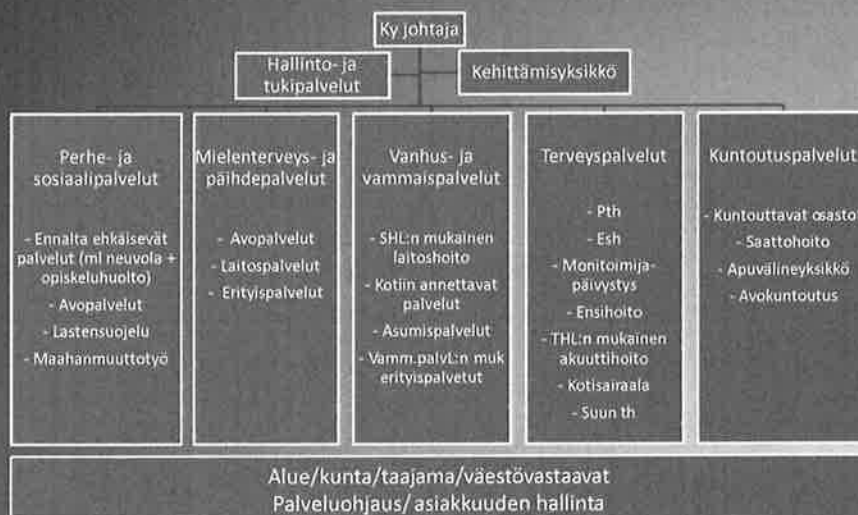 Ky johtaja
Hallinto- ja
tukipalvelut
Kehittämisyksikkö
Perhe- ja
sosiaalipalvelut
- Ennalta ehkäisevät
palvelut (ml neuvola +
opiskeluhuolto)
- Avopalvelut
- Lastensuojelu
- Maahanmuuttotyö
Mielenterveys- ja
päihdepalvelut
- Avopalvelut
- Laitospalvelut
- Erityispalvelut
Vanhus- ja
vammaispalvelut
- SHL:n mukainen
laitoshoito
- Kotiin annettavat
palvelut
- Asumispalvelut
- Vamm.palvL:n muk
erityispalvetut
Terveyspalvelut
- Pth
- Esh
- Monitoimija-
päivystys
- Ensihoito
- THL:n mukainen
akuuttihoito
- Kotisairaala
- Suun th
Kuntoutuspalvelut
- Kuntouttavat osasto
- Saattohoito
- Apuvälineyksikkö
- Avokuntoutus
Alue/kunta/taajama/väestövastaavat
Palveluohjaus/ asiakkuuden hallinta